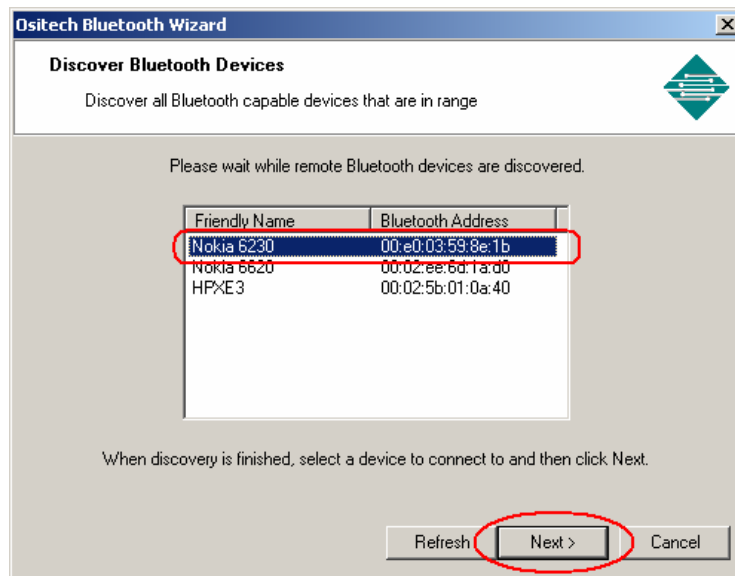 Ositech Bluetooth Wizard
Discover Bluetooth Devices
Discover all Bluetooth capable devices that are in range
Please wait while remote Bluetooth devices are discovered.
Friendly Name Bluetooth Address
Nokia 6230 00:e0:03:59:8e:1b
Nokia 6620 00:02:ee:6d:1a:d0
HPXE3 00:02:5b:01:0a:40
When discovery is finished, select a device to connect to and then click Next.
Refresh Next > Cancel